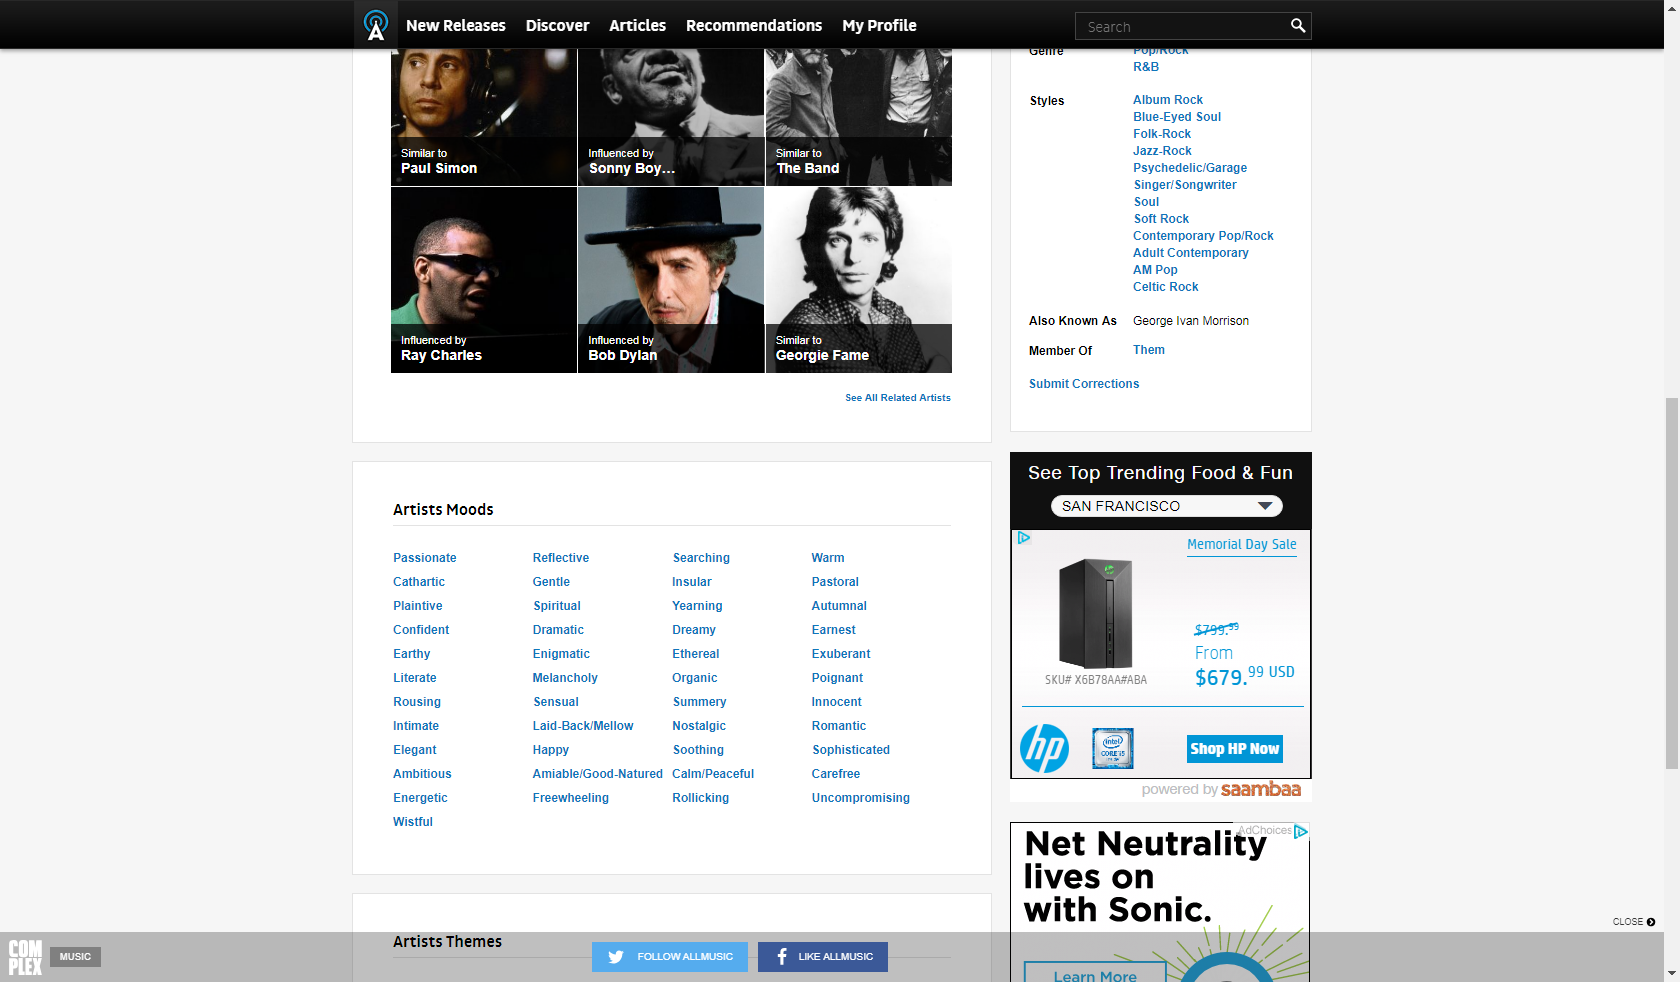 New Releases Discover Articles Recommendations My Profile Search
Similar to
Paul Simon
Influenced by
Sonny Boy...
Similar to
The Band
Influenced by
Ray Charles
Influenced by
Bob Dylan
Similar to
Georgie Fame
See All Related Artists
Genre
Pop/Rock
R&B
Styles
Album Rock
Blue-Eyed Soul
Folk-Rock
Jazz-Rock
Psychedelic/Garage
Singer/Songwriter
Soul
Soft Rock
Contemporary Pop/Rock
Adult Contemporary
AM Pop
Celtic Rock
Also Known As George Ivan Morrison
Member Of Them
Submit Corrections
Artists Moods
Passionate Reflective Searching Warm
Cathartic Gentle Insular Pastoral
Plaintive Spiritual Yearning Autumnal
Confident Dramatic Dreamy Earnest
Earthy Enigmatic Ethereal Exuberant
Literate Melancholy Organic Poignant
Rousing Sensual Summery Innocent
Intimate Laid-Back/Mellow Nostalgic Romantic
Elegant Happy Soothing Sophisticated
Ambitious Amiable/Good-Natured Calm/Peaceful Carefree
Energetic Freewheeling Rollicking Uncompromising
Wistful
See Top Trending Food & Fun
SAN FRANCISCO
Memorial Day Sale
$799.99
From
$679.99 USD
SKU# X6B78AA#ABA
hp
intel
CORE i5
Shop HP Now
powered by saambaa
AdChoices
Net Neutrality
lives on
with Sonic.
Learn More
CLOSE
Artists Themes
COMPLEX
MUSIC
FOLLOW ALLMUSIC
LIKE ALLMUSIC